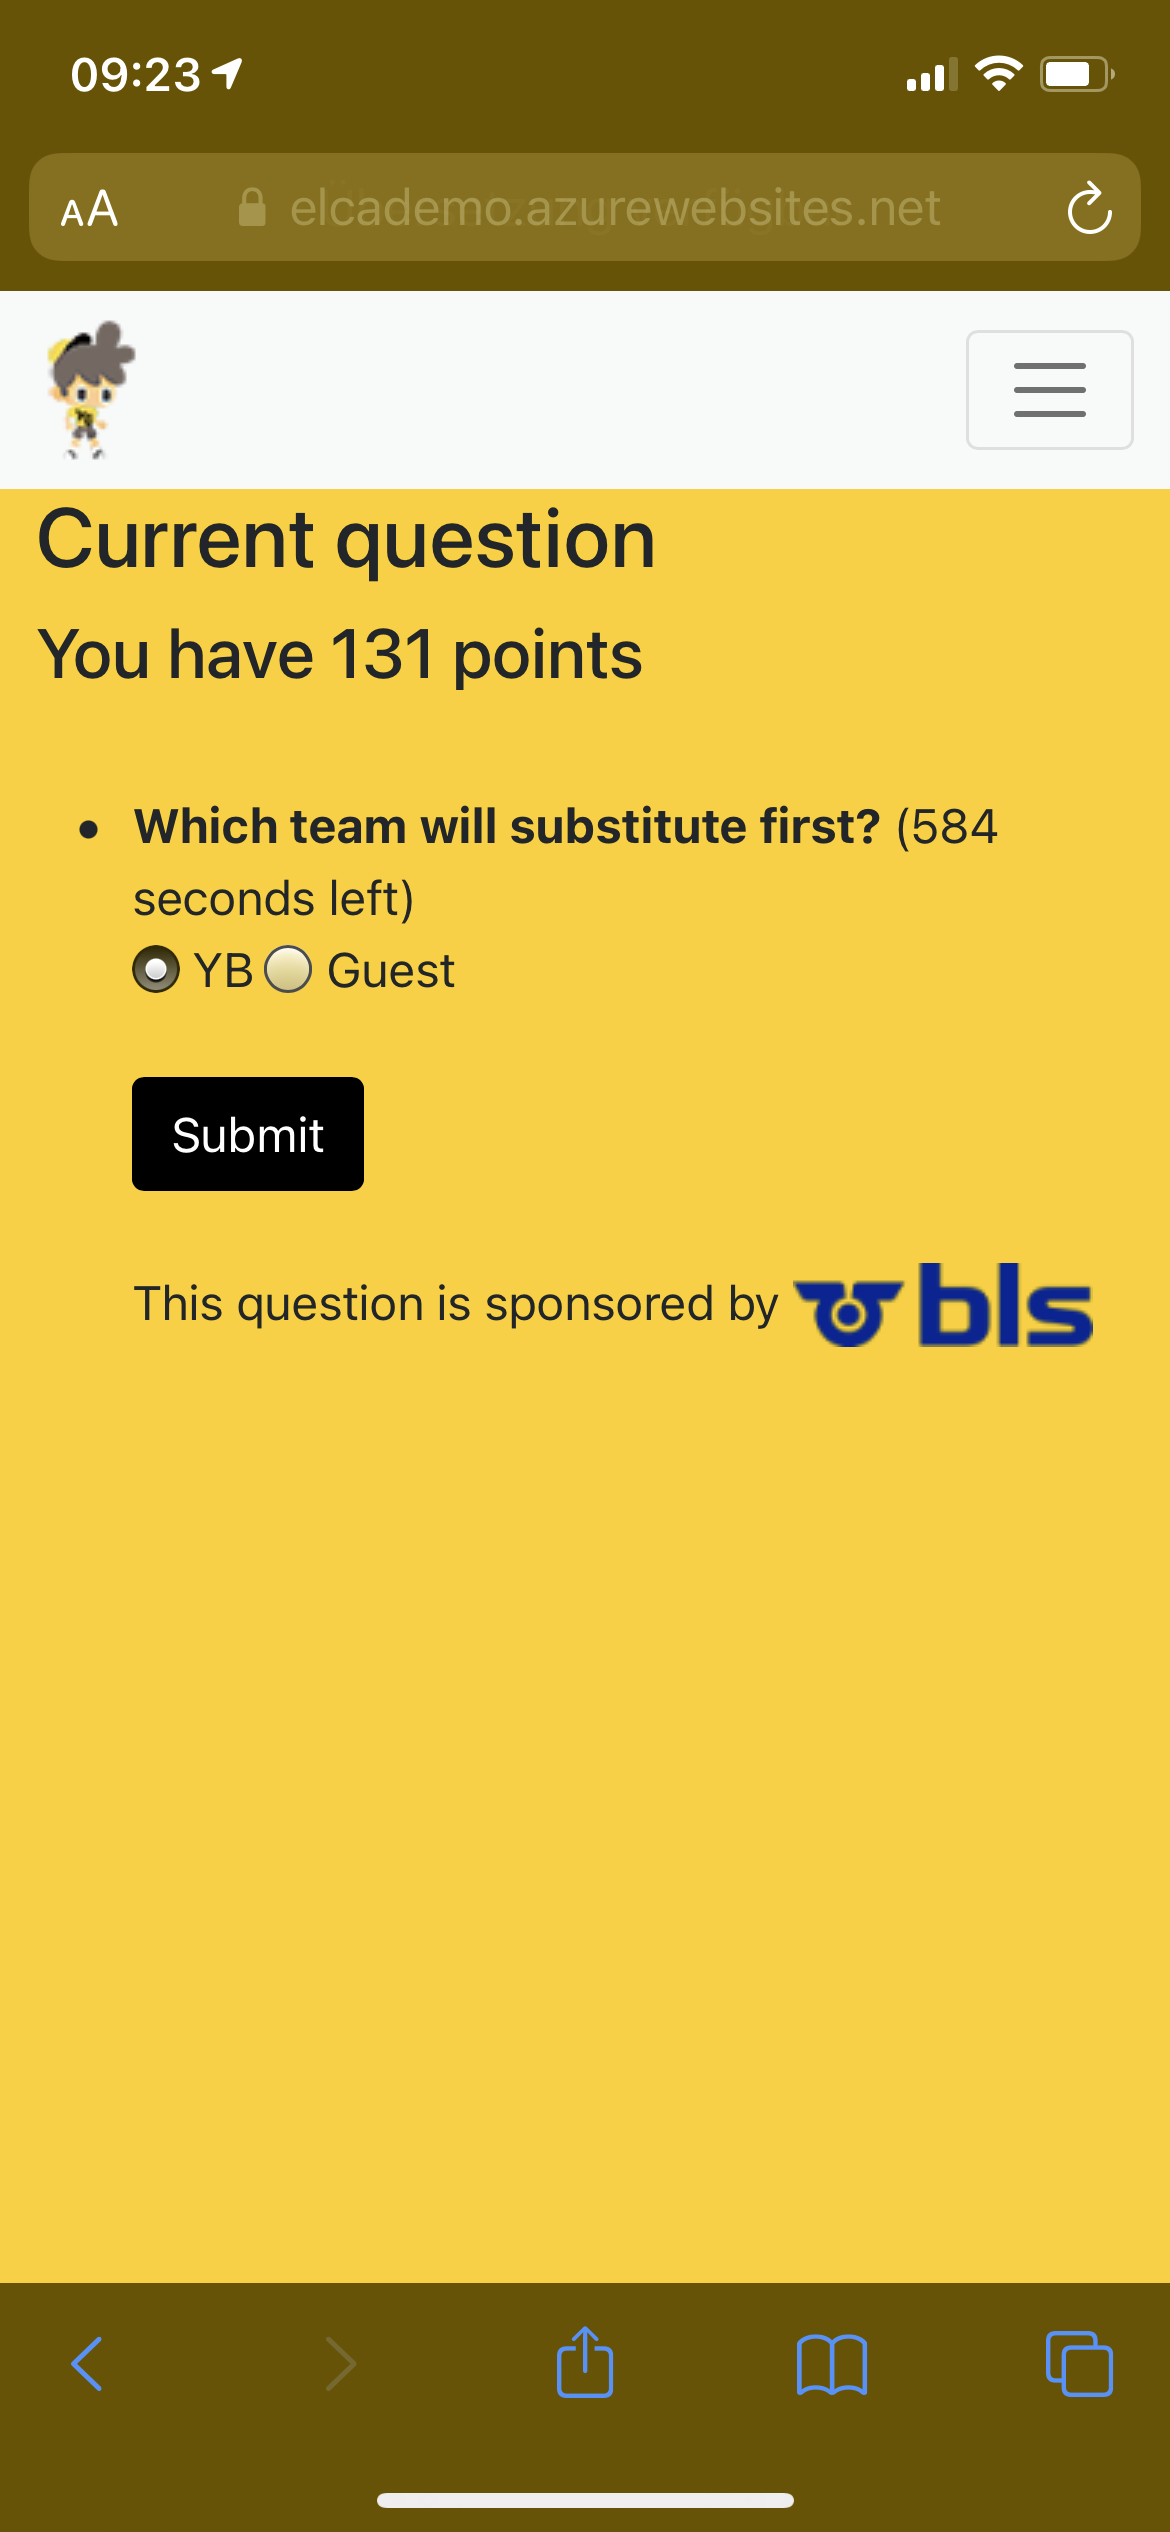 09:23
AA elcademo.azurewebsites.net
Current question
You have 131 points
• Which team will substitute first? (584
seconds left)
YB Guest
Submit
This question is sponsored by bls